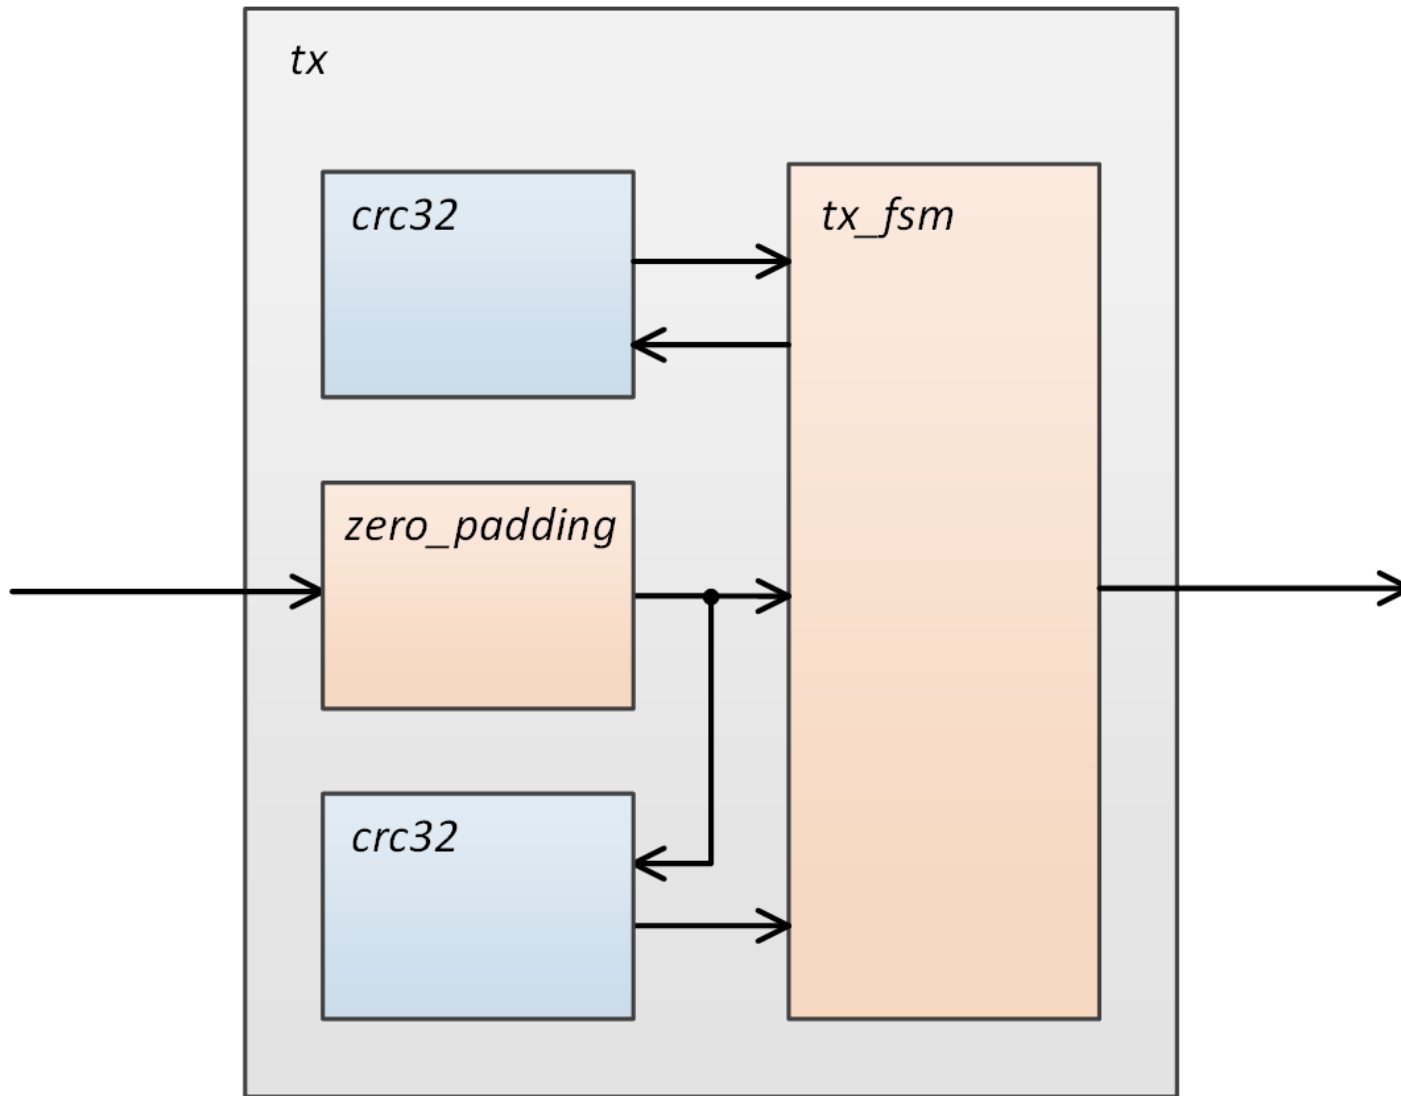 tx
crc32
tx_fsm
zero_padding
crc32